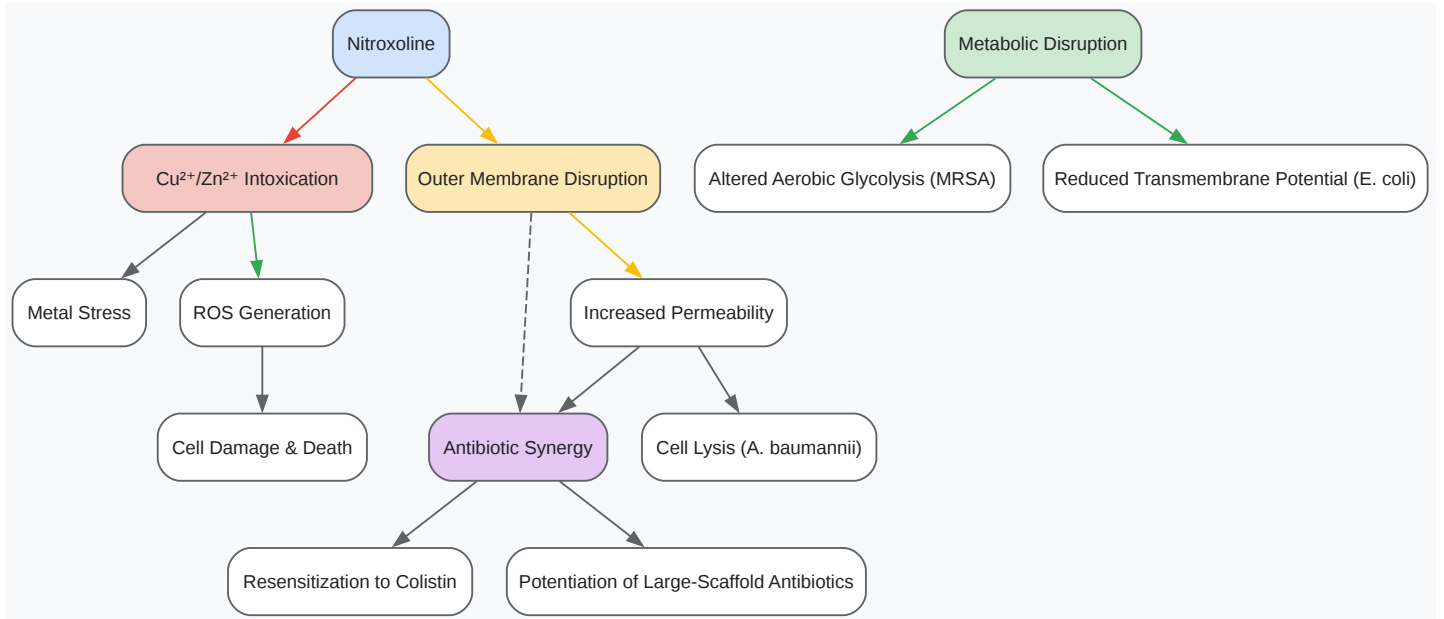 Nitroxoline
Metabolic Disruption
Cu²⁺/Zn²⁺ Intoxication
Outer Membrane Disruption
Altered Aerobic Glycolysis (MRSA)
Reduced Transmembrane Potential (E. coli)
Metal Stress
ROS Generation
Increased Permeability
Cell Damage & Death
Antibiotic Synergy
Cell Lysis (A. baumannii)
Resensitization to Colistin
Potentiation of Large-Scaffold Antibiotics